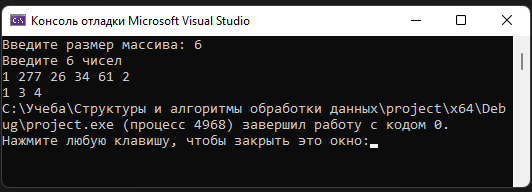 Консоль отладки Microsoft Visual Studio
Введите размер массива: 6
Введите 6 чисел
1 277 26 34 61 2
1 3 4
C:\Учеба\Структуры и алгоритмы обработки данных\project\x64\Deb
ug\project.exe (процесс 4968) завершил работу с кодом 0.
Нажмите любую клавишу, чтобы закрыть это окно: